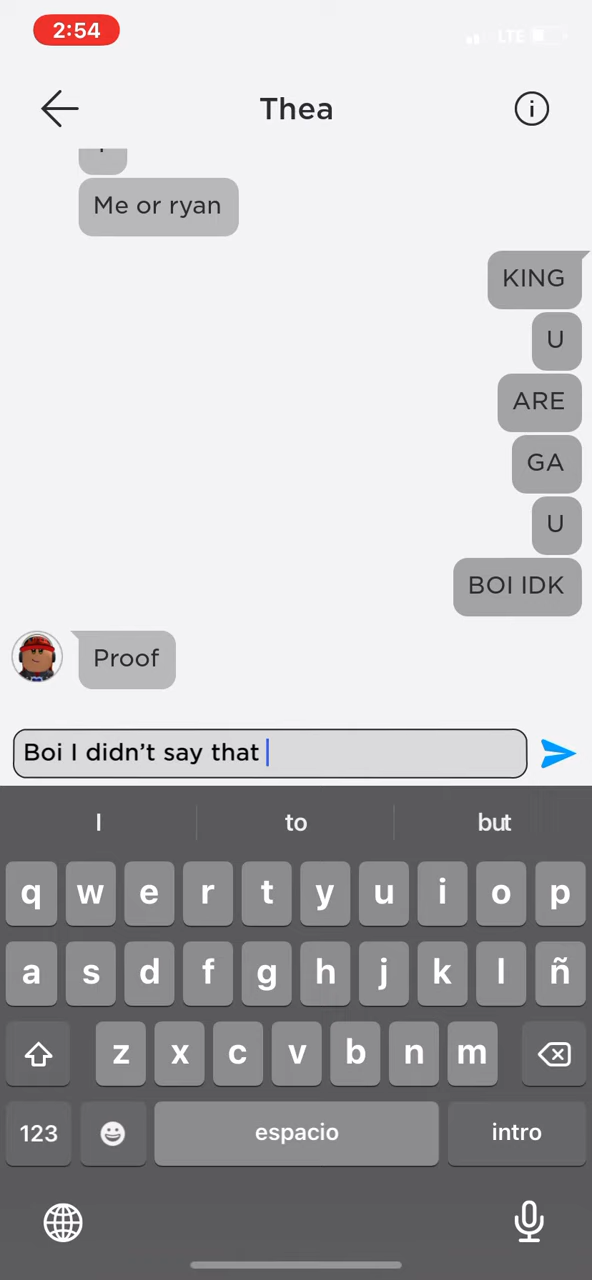 2:54
LTE
Thea
Me or ryan
KING
U
ARE
GA
U
BOI IDK
Proof
Boi I didn't say that
I to but
q w e r t y u i o p
a s d f g h j k l ñ
z x c v b n m
123 espacio intro